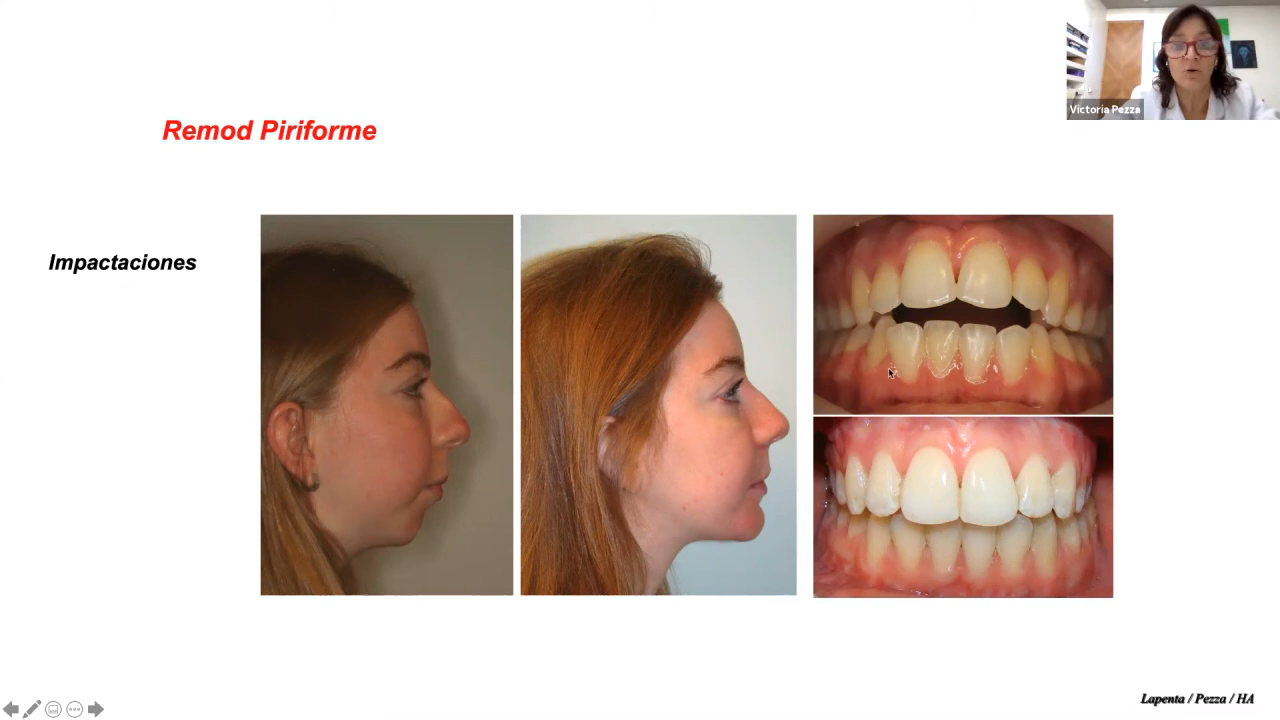 Victoria Pezza
Remod Piriforme
Impactaciones
Lapenta / Pezza / HA